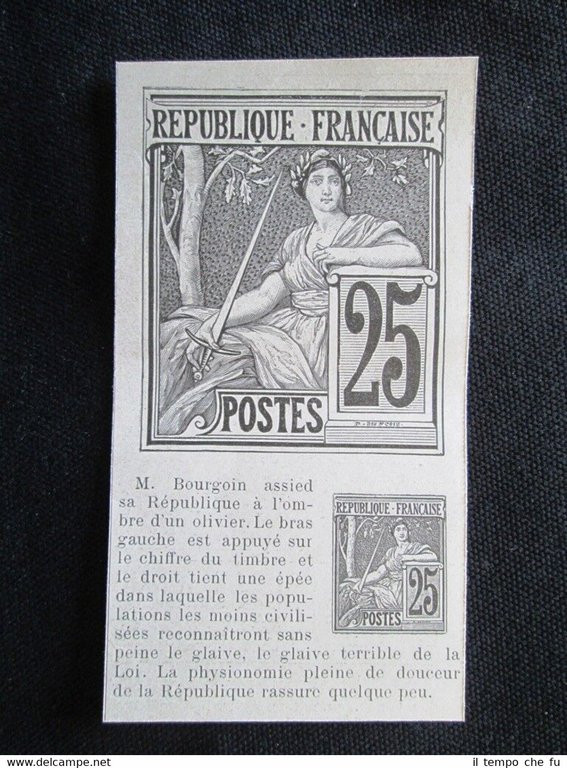 REPUBLIQUE · FRANÇAISE
25
POSTES
M. Bourgoin assied
sa République à l'om-
bre d'un olivier. Le bras
gauche est appuyé sur
le chiffre du timbre et
le droit tient une épée
dans laquelle les popu-
lations les moins civili-
sées reconnaîtront sans
peine le glaive, le glaive terrible de la
Loi. La physionomie pleine de douceur
de la République rassure quelque peu.
REPUBLIQUE · FRANÇAISE
25
POSTES
il tempo che fu